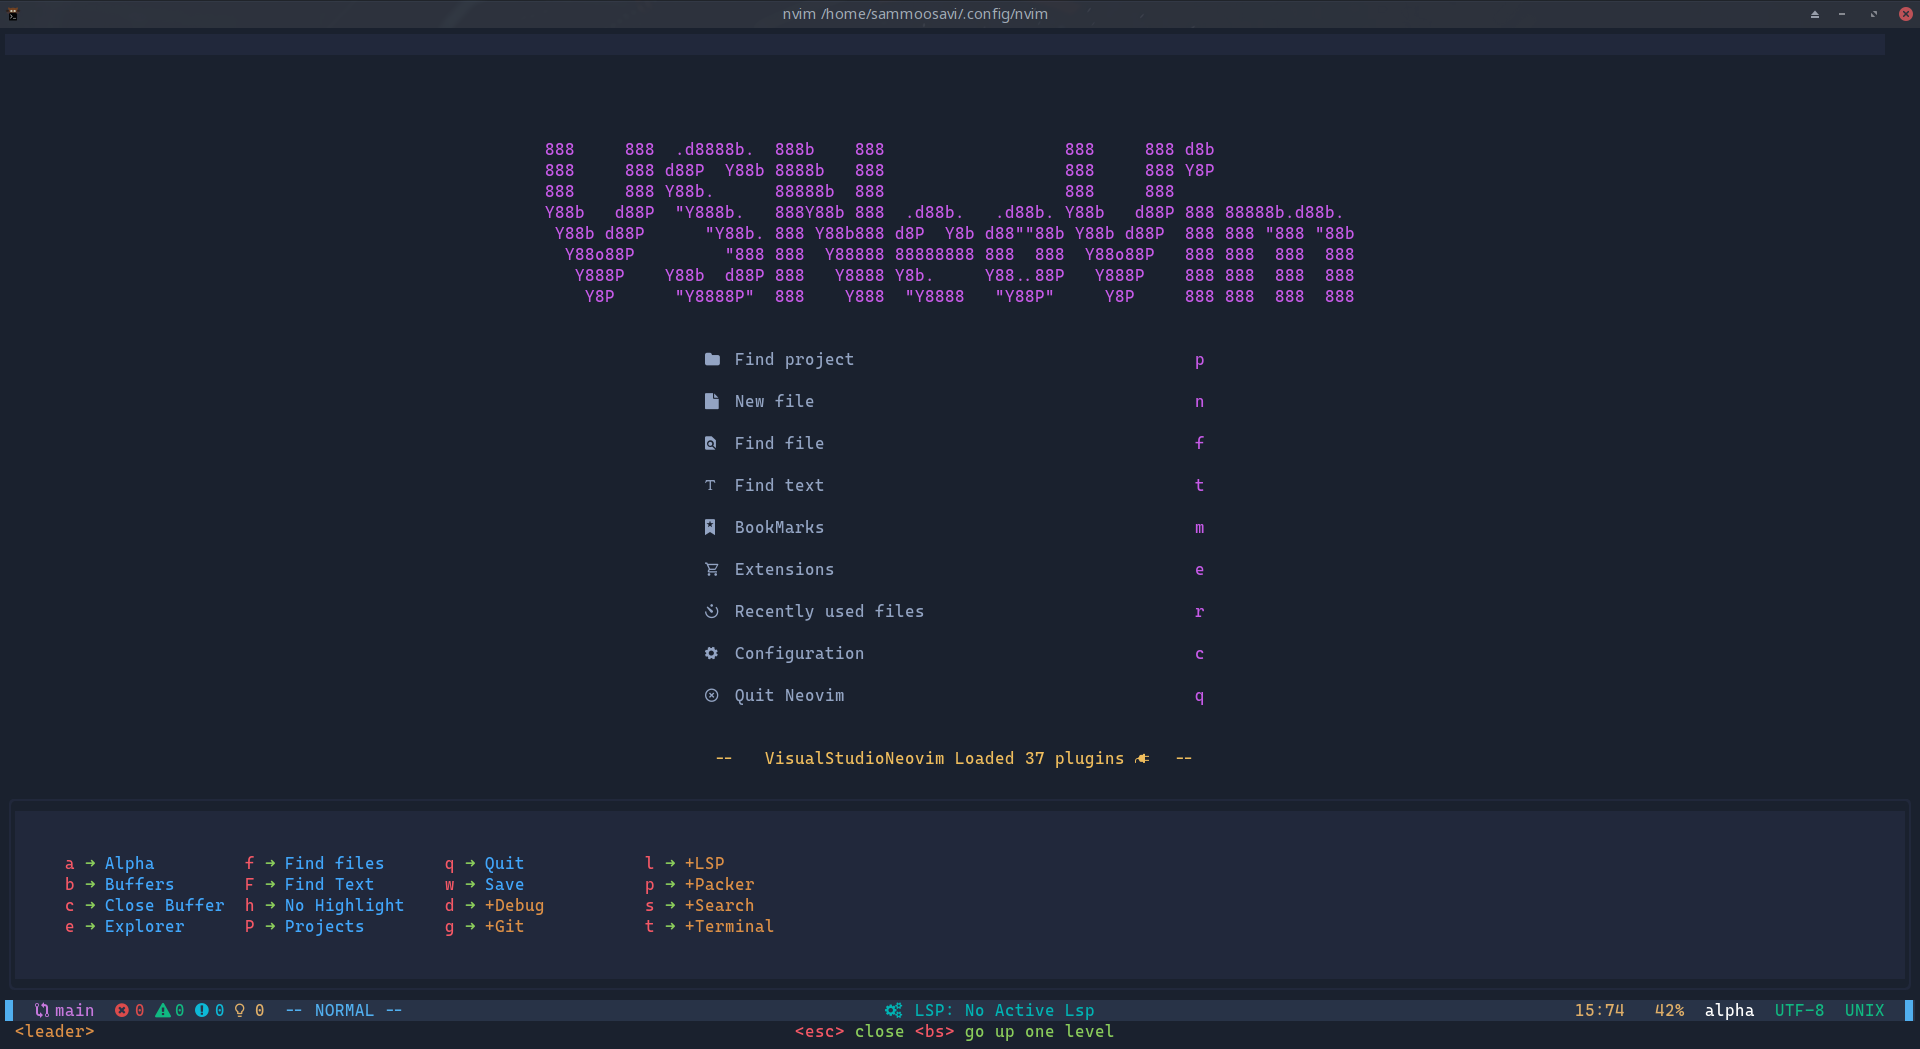 nvim /home/sammoosavi/.config/nvim
888     888  .d8888b.  888b    888                  888     888 d8b
888     888 d88P  Y88b 8888b   888                  888     888 Y8P
888     888 Y88b.      88888b  888                  888     888
Y88b   d88P  "Y888b.   888Y88b 888  .d88b.   .d88b. Y88b   d88P 888 88888b.d88b.
 Y88b d88P      "Y88b. 888 Y88b888 d8P  Y8b d88""88b Y88b d88P  888 888 "888 "88b
  Y88o88P         "888 888  Y88888 88888888 888  888  Y88o88P   888 888  888  888
   Y888P    Y88b  d88P 888   Y8888 Y8b.     Y88..88P   Y888P    888 888  888  888
    Y8P      "Y8888P"  888    Y888  "Y8888   "Y88P"     Y8P     888 888  888  888
Find project p
New file n
Find file f
Find text t
BookMarks m
Extensions e
Recently used files r
Configuration c
Quit Neovim q
-- VisualStudioNeovim Loaded 37 plugins --
a → Alpha f → Find files q → Quit l → +LSP
b → Buffers F → Find Text w → Save p → +Packer
c → Close Buffer h → No Highlight d → +Debug s → +Search
e → Explorer P → Projects g → +Git t → +Terminal
main 0 0 0 0 -- NORMAL -- LSP: No Active Lsp 15:74 42% alpha UTF-8 UNIX
<leader> <esc> close <bs> go up one level